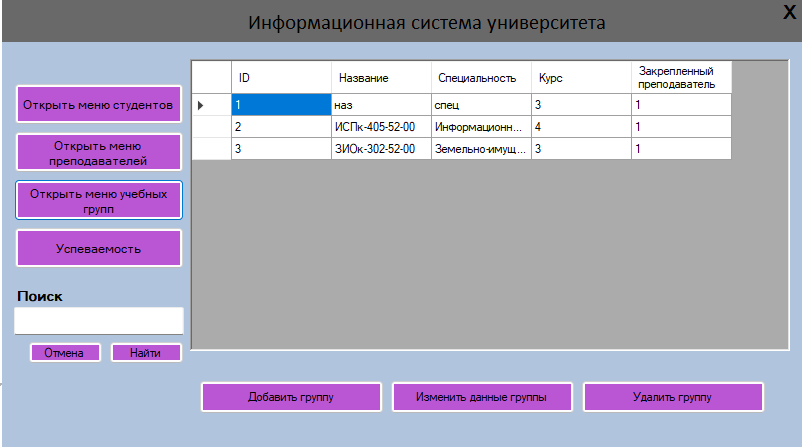 Информационная система университета
X
Открыть меню студентов
Открыть меню
преподавателей
Открыть меню учебных
групп
Успеваемость
Поиск
Отмена Найти
ID Название Специальность Курс Закрепленный
преподаватель
1 наз спец 3 1
2 ИСПк-405-52-00 Информационн... 4 1
3 ЗИОк-302-52-00 Земельно-имущ... 3 1
Добавить группу Изменить данные группы Удалить группу